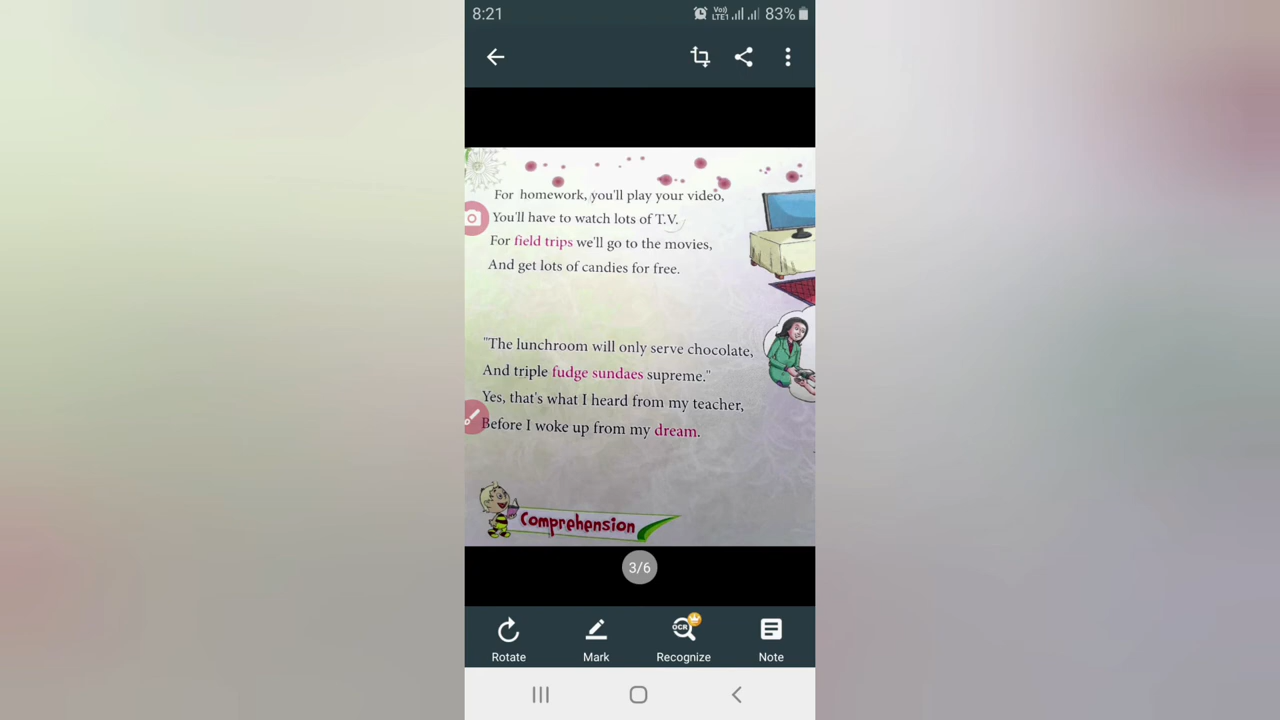 8:21
Vo)) LTE1 83%
For homework, you'll play your video,
You'll have to watch lots of T.V.
For field trips we'll go to the movies,
And get lots of candies for free.
"The lunchroom will only serve chocolate,
And triple fudge sundaes supreme."
Yes, that's what I heard from my teacher,
Before I woke up from my dream.
Comprehension
3/6
OCR
Rotate Mark Recognize Note